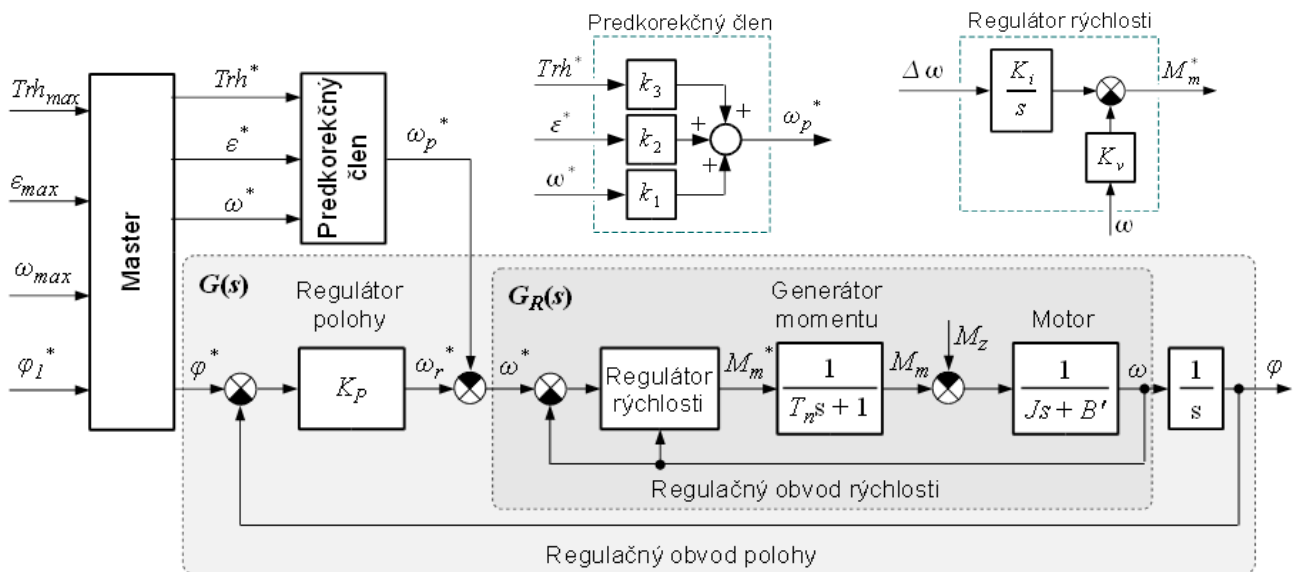 Predkorekčný člen
Regulátor rýchlosti
Trh_max
ε_max
ω_max
φ_1^*
Master
Trh^*
ε^*
ω^*
φ^*
Predkorekčný
člen
ω_p^*
Trh^*
ε^*
ω^*
k_3
k_2
k_1
+
+
+
ω_p^*
Δω
K_i
s
M_m^*
K_v
ω
G(s)
Regulátor
polohy
K_P
ω_r^*
G_R(s)
ω^*
Regulátor
rýchlosti
M_m^*
Generátor
momentu
1
T_n s + 1
M_m
M_z
Motor
1
Js + B'
ω
1
s
φ
Regulačný obvod rýchlosti
Regulačný obvod polohy